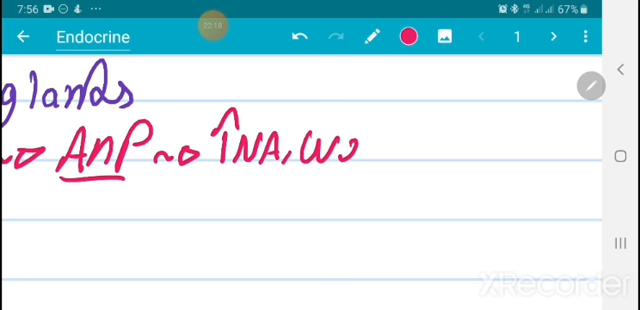 7:56 22:18 67%
Endocrine 1
glands
→ AnP → ↑NA,
XRecorder